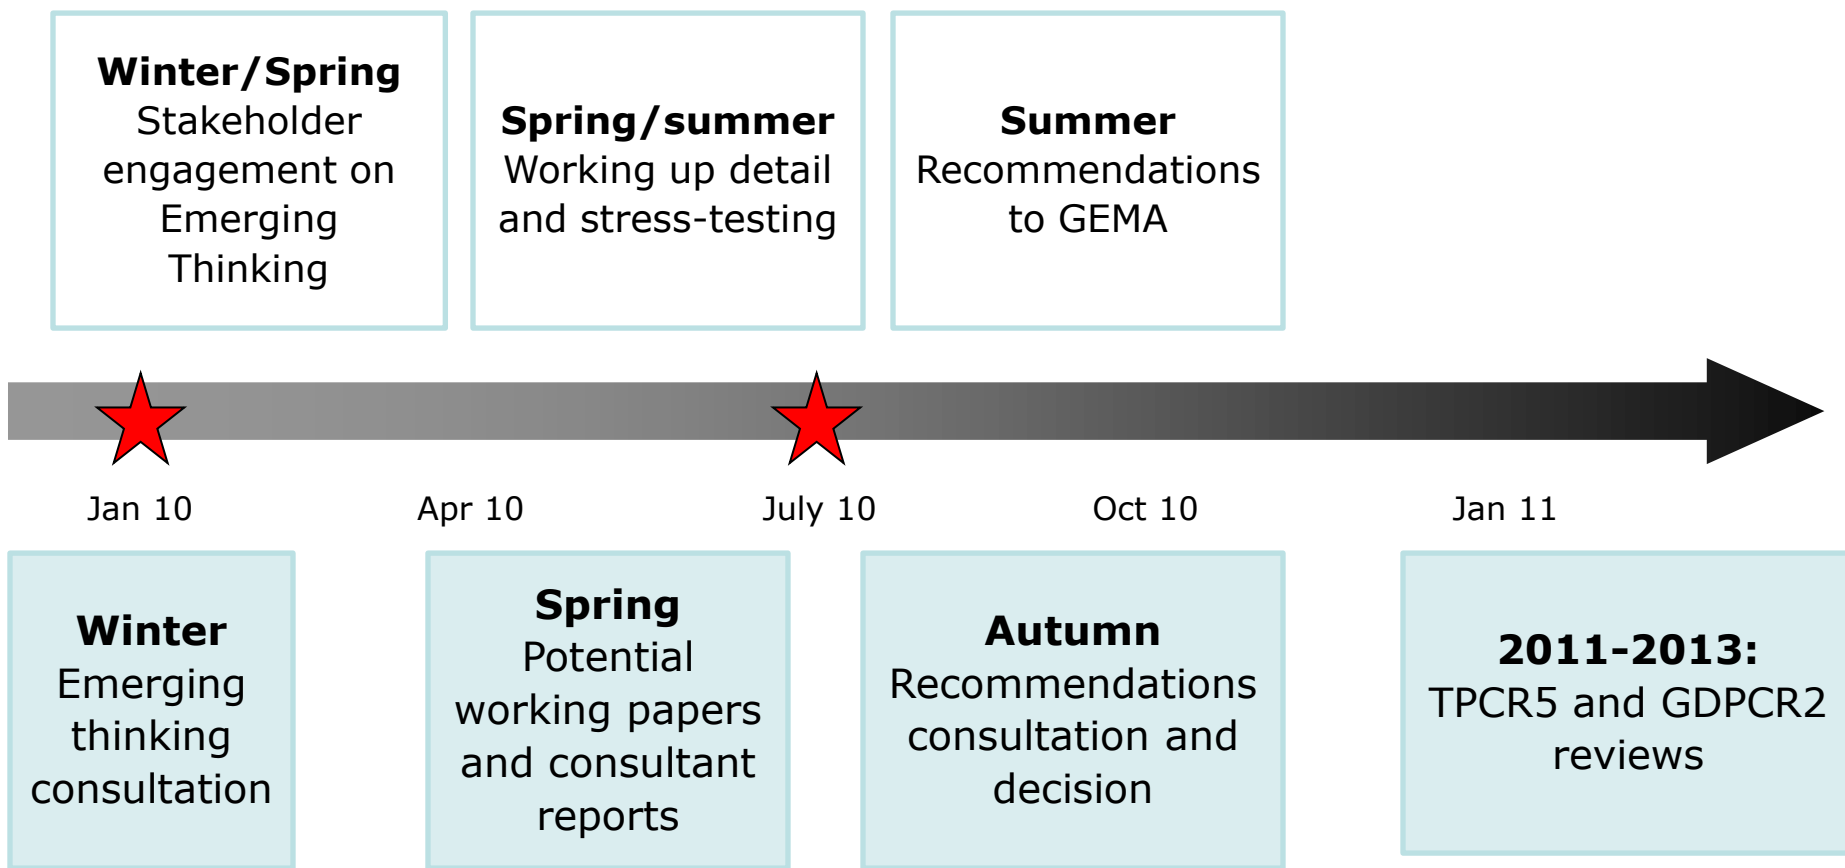 Winter/Spring
Stakeholder
engagement on
Emerging
Thinking
Spring/summer
Working up detail
and stress-testing
Summer
Recommendations
to GEMA
Jan 10
Apr 10
July 10
Oct 10
Jan 11
Winter
Emerging
thinking
consultation
Spring
Potential
working papers
and consultant
reports
Autumn
Recommendations
consultation and
decision
2011-2013:
TPCR5 and GDPCR2
reviews